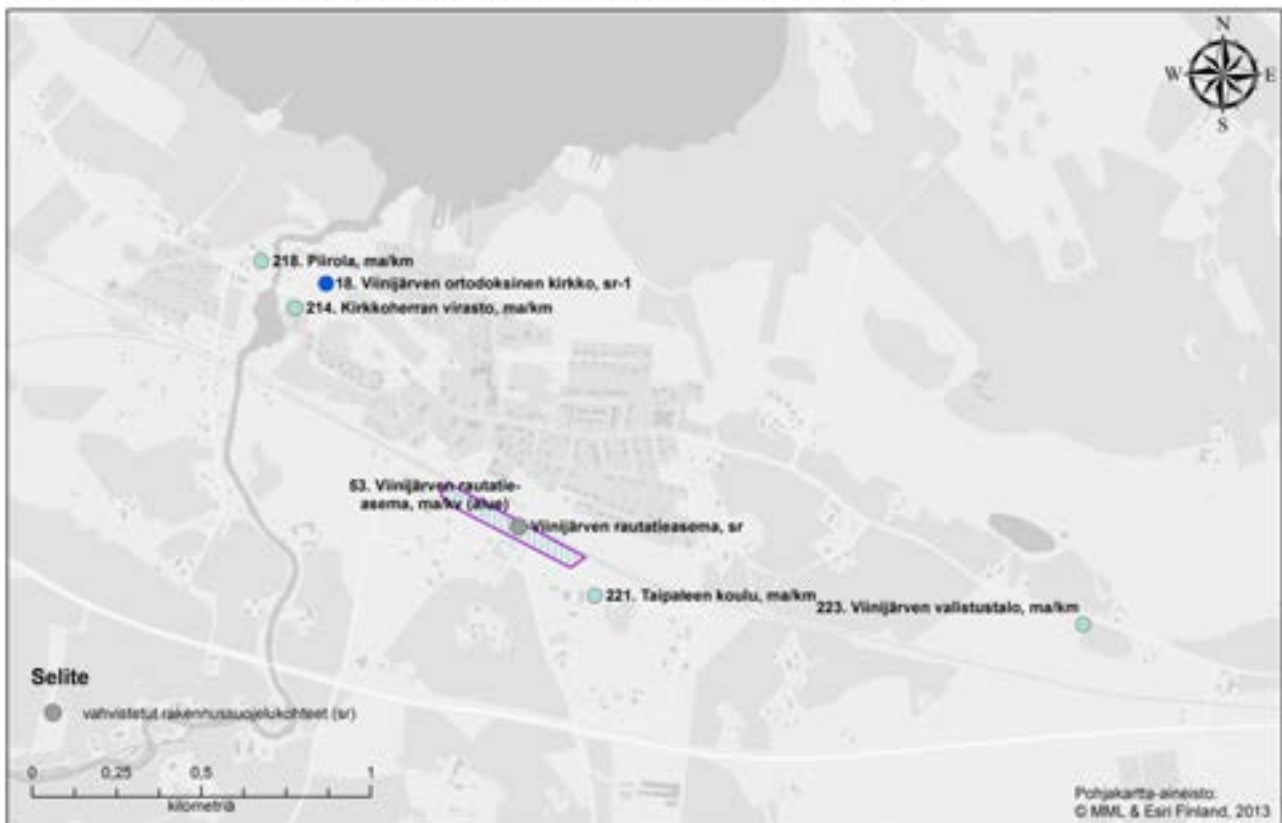 N
W E
S
218. Piirola, ma/km
18. Viinijärven ortodoksinen kirkko, sr-1
214. Kirkkoherran virasto, ma/km
53. Viinijärven rautatie-
asema, ma/kv (alue)
Viinijärven rautatieasema, sr
221. Taipaleen koulu, ma/km
223. Viinijärven valistustalo, ma/km
Selite
vahvistetut rakennussuojelukohteet (sr)
0 0,25 0,5 1
kilometriä
Pohjakartta-aineisto:
© MML & Esri Finland, 2013